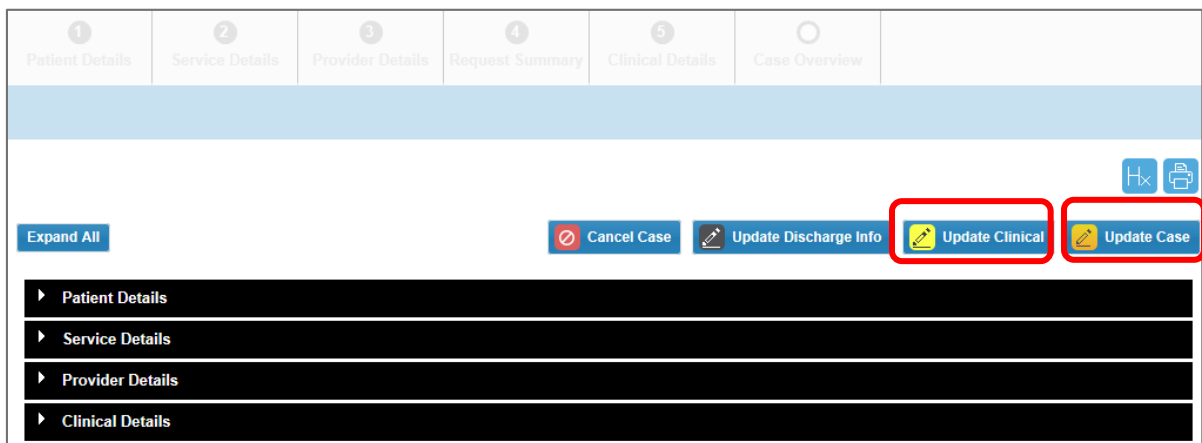 1 2 3 4 5
Patient Details Service Details Provider Details Request Summary Clinical Details Case Overview
Hx
Expand All Cancel Case Update Discharge Info Update Clinical Update Case
Patient Details
Service Details
Provider Details
Clinical Details